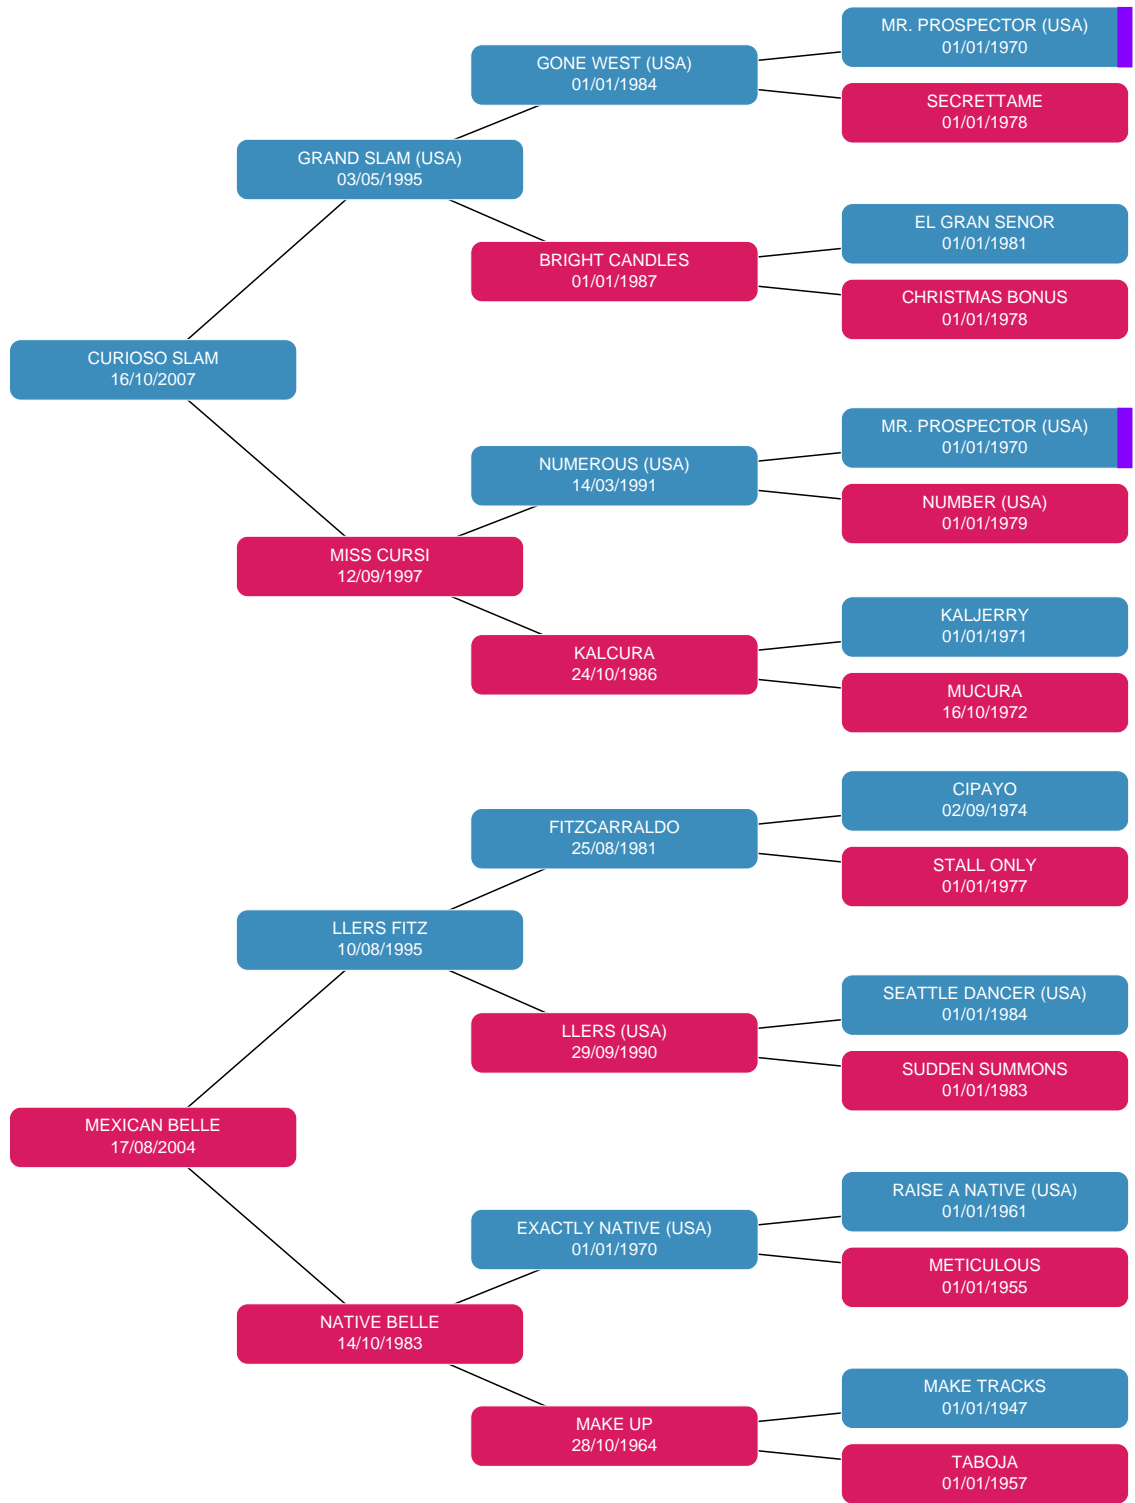 MR. PROSPECTOR (USA)
01/01/1970
GONE WEST (USA)
01/01/1984
SECRETTAME
01/01/1978
GRAND SLAM (USA)
03/05/1995
EL GRAN SENOR
01/01/1981
BRIGHT CANDLES
01/01/1987
CHRISTMAS BONUS
01/01/1978
CURIOSO SLAM
16/10/2007
MR. PROSPECTOR (USA)
01/01/1970
NUMEROUS (USA)
14/03/1991
NUMBER (USA)
01/01/1979
MISS CURSI
12/09/1997
KALJERRY
01/01/1971
KALCURA
24/10/1986
MUCURA
16/10/1972
CIPAYO
02/09/1974
FITZCARRALDO
25/08/1981
STALL ONLY
01/01/1977
LLERS FITZ
10/08/1995
SEATTLE DANCER (USA)
01/01/1984
LLERS (USA)
29/09/1990
SUDDEN SUMMONS
01/01/1983
MEXICAN BELLE
17/08/2004
RAISE A NATIVE (USA)
01/01/1961
EXACTLY NATIVE (USA)
01/01/1970
METICULOUS
01/01/1955
NATIVE BELLE
14/10/1983
MAKE TRACKS
01/01/1947
MAKE UP
28/10/1964
TABOJA
01/01/1957